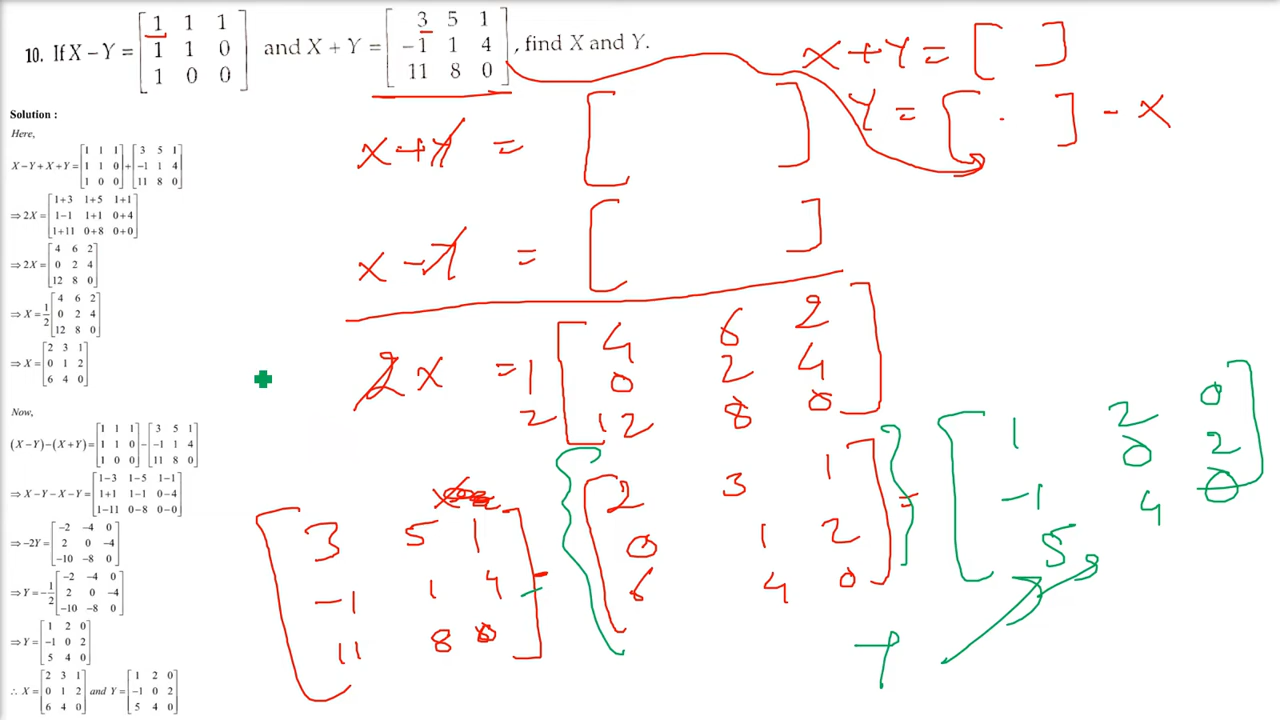 10. If X – Y = [1 1 1
1 1 0
1 0 0] and X + Y = [3 5 1
–1 1 4
11 8 0], find X and Y.
Solution :
Here,
X – Y + X + Y = [1 1 1
1 1 0
1 0 0] + [3 5 1
–1 1 4
11 8 0]
⇒ 2X = [1+3 1+5 1+1
1–1 1+1 0+4
1+11 0+8 0+0]
⇒ 2X = [4 6 2
0 2 4
12 8 0]
⇒ X = 1/2 [4 6 2
0 2 4
12 8 0]
⇒ X = [2 3 1
0 1 2
6 4 0]
Now,
(X – Y) – (X + Y) = [1 1 1
1 1 0
1 0 0] – [3 5 1
–1 1 4
11 8 0]
⇒ X – Y – X – Y = [1–3 1–5 1–1
1+1 1–1 0–4
1–11 0–8 0–0]
⇒ –2Y = [–2 –4 0
2 0 –4
–10 –8 0]
⇒ Y = –1/2 [–2 –4 0
2 0 –4
–10 –8 0]
⇒ Y = [1 2 0
–1 0 2
5 4 0]
∴ X = [2 3 1
0 1 2
6 4 0] and Y = [1 2 0
–1 0 2
5 4 0]
X + Y = [ ]
Y = [ . ] - X
x + Y = [ ]
x - Y = [ ]
2x = 1/2 [4 6 2
0 2 4
12 8 0]
[3 5 1
-1 1 4
11 8 0] - [2 3 1
0 1 2
6 4 0] = [1 2 0
-1 0 2
5 4 0]
Y